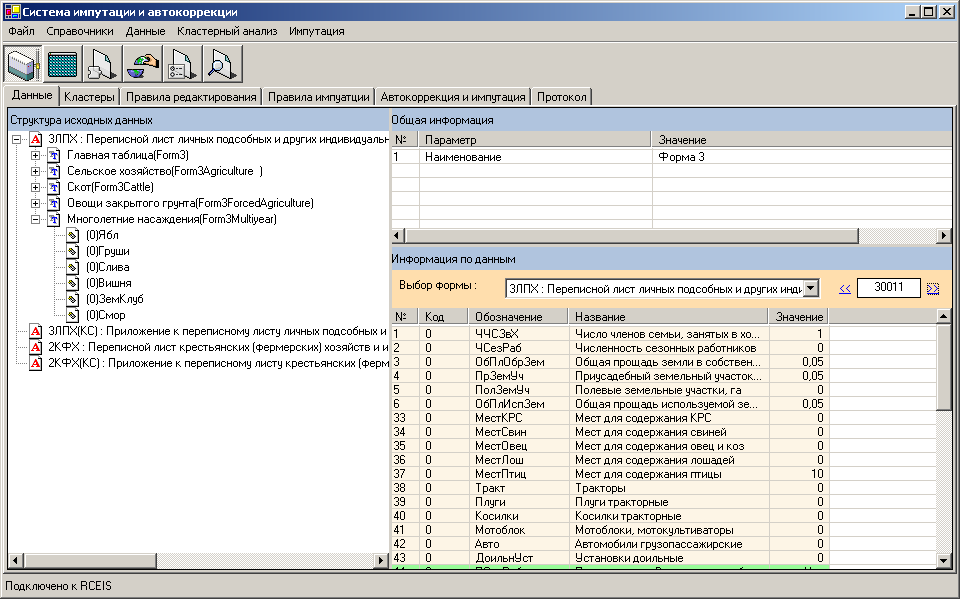 Система импутации и автокоррекции
Файл Справочники Данные Кластерный анализ Импутация
Данные Кластеры Правила редактирования Правила импуатции Автокоррекция и импутация Протокол
Структура исходных данных
3ЛПХ : Переписной лист личных подсобных и других индивидуальн
Главная таблица(Form3)
Сельское хозяйство(Form3Agriculture )
Скот(Form3Cattle)
Овощи закрытого грунта(Form3ForcedAgriculture)
Многолетние насаждения(Form3Multiyear)
(0)Ябл
(0)Груши
(0)Слива
(0)Вишня
(0)ЗемКлуб
(0)Смор
3ЛПХ(КС) : Приложение к переписному листу личных подсобных и
2КФХ : Переписной лист крестьянских (фермерских) хозяйств и и
2КФХ(КС) : Приложение к переписному листу крестьянских (ферм
Общая информация
№ Параметр Значение
1 Наименование Форма 3
Информация по данным
Выбор формы : 3ЛПХ : Переписной лист личных подсобных и других инди << 30011 >>
№ Код Обозначение Название Значение
1 0 ЧЧСЗвХ Число членов семьи, занятых в хо... 1
2 0 ЧСезРаб Численность сезонных работников 0
3 0 ОбПлОбрЗем Общая прощадь земли в собствен... 0,05
4 0 ПрЗемУч Приусадебный земельный участок... 0,05
5 0 ПолЗемУч Полевые земельные участки, га 0
6 0 ОбПлИспЗем Общая прощадь используемой зе... 0,05
33 0 МестКРС Мест для содержания КРС 0
34 0 МестСвин Мест для содержания свиней 0
35 0 МестОвец Мест для содержания овец и коз 0
36 0 МестЛош Мест для содержания лошадей 0
37 0 МестПтиц Мест для содержания птицы 10
38 0 Тракт Тракторы 0
39 0 Плуги Плуги тракторные 0
40 0 Косилки Косилки тракторные 0
41 0 Мотоблок Мотоблоки, мотокультиваторы 0
42 0 Авто Автомобили грузопассажирские 0
43 0 ДоильнУст Установки доильные 0
Подключено к RCEIS